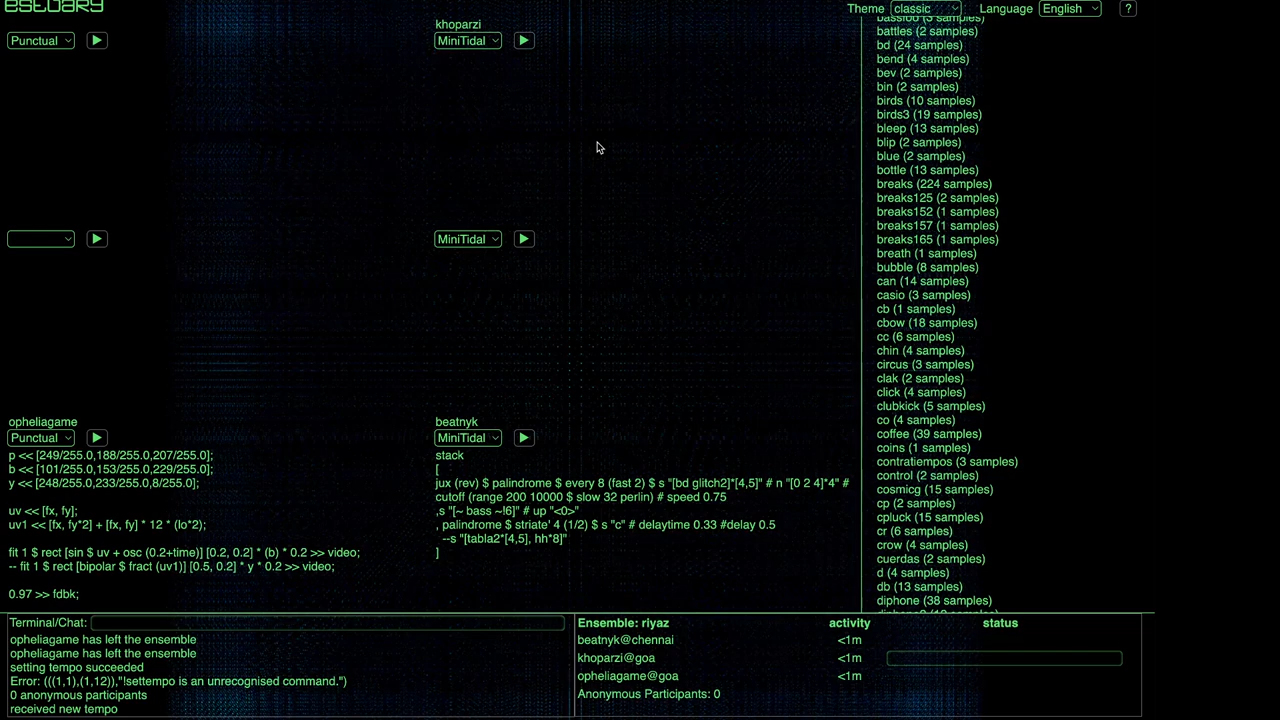 estuary
Theme classic Language English ?
khoparzi
Punctual
MiniTidal
MiniTidal
opheliagame
Punctual
p << [249/255.0,188/255.0,207/255.0];
b << [101/255.0,153/255.0,229/255.0];
y << [248/255.0,233/255.0,8/255.0];
uv << [fx, fy];
uv1 << [fx, fy*2] + [fx, fy] * 12 * (lo*2);
fit 1 $ rect [sin $ uv + osc (0.2+time)] [0.2, 0.2] * (b) * 0.2 >> video;
-- fit 1 $ rect [bipolar $ fract (uv1)] [0.5, 0.2] * y * 0.2 >> video;
0.97 >> fdbk;
beatnyk
MiniTidal
stack
[
jux (rev) $ palindrome $ every 8 (fast 2) $ s "[bd glitch2]*[4,5]" # n "[0 2 4]*4" #
cutoff (range 200 10000 $ slow 32 perlin) # speed 0.75
,s "[~ bass ~!6]" # up "<0>"
, palindrome $ striate' 4 (1/2) $ s "c" # delaytime 0.33 #delay 0.5
--s "[tabla2*[4,5], hh*8]"
]
bassfoo (3 samples)
battles (2 samples)
bd (24 samples)
bend (4 samples)
bev (2 samples)
bin (2 samples)
birds (10 samples)
birds3 (19 samples)
bleep (13 samples)
blip (2 samples)
blue (2 samples)
bottle (13 samples)
breaks (224 samples)
breaks125 (2 samples)
breaks152 (1 samples)
breaks157 (1 samples)
breaks165 (1 samples)
breath (1 samples)
bubble (8 samples)
can (14 samples)
casio (3 samples)
cb (1 samples)
cbow (18 samples)
cc (6 samples)
chin (4 samples)
circus (3 samples)
clak (2 samples)
click (4 samples)
clubkick (5 samples)
co (4 samples)
coffee (39 samples)
coins (1 samples)
contratiempos (3 samples)
control (2 samples)
cosmicg (15 samples)
cp (2 samples)
cpluck (15 samples)
cr (6 samples)
crow (4 samples)
cuerdas (2 samples)
d (4 samples)
db (13 samples)
diphone (38 samples)
Terminal/Chat:
opheliagame has left the ensemble
opheliagame has left the ensemble
setting tempo succeeded
Error: (((1,1),(1,12)),"!settempo is an unrecognised command.")
0 anonymous participants
received new tempo
Ensemble: riyaz activity status
beatnyk@chennai <1m
khoparzi@goa <1m
opheliagame@goa <1m
Anonymous Participants: 0